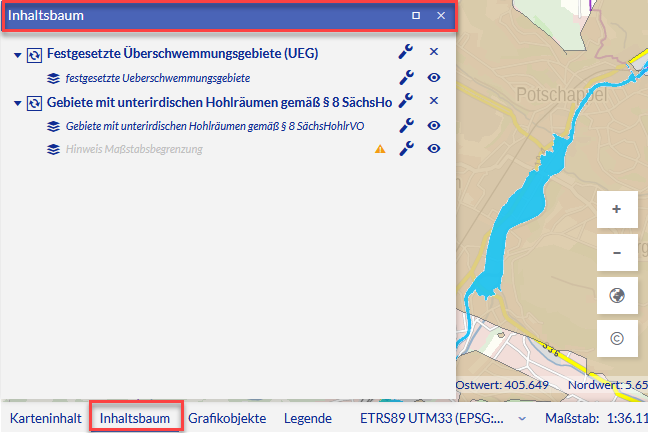 Inhaltsbaum
Festgesetzte Überschwemmungsgebiete (UEG)
festgesetzte Ueberschwemmungsgebiete
Gebiete mit unterirdischen Hohlräumen gemäß § 8 SächsHo
Gebiete mit unterirdischen Hohlräumen gemäß § 8 SächsHohlrVO
Hinweis Maßstabsbegrenzung
Potschappel
+
−
©
Ostwert: 405.649 Nordwert: 5.65
Karteninhalt Inhaltsbaum Grafikobjekte Legende ETRS89 UTM33 (EPSG:... Maßstab: 1:36.11